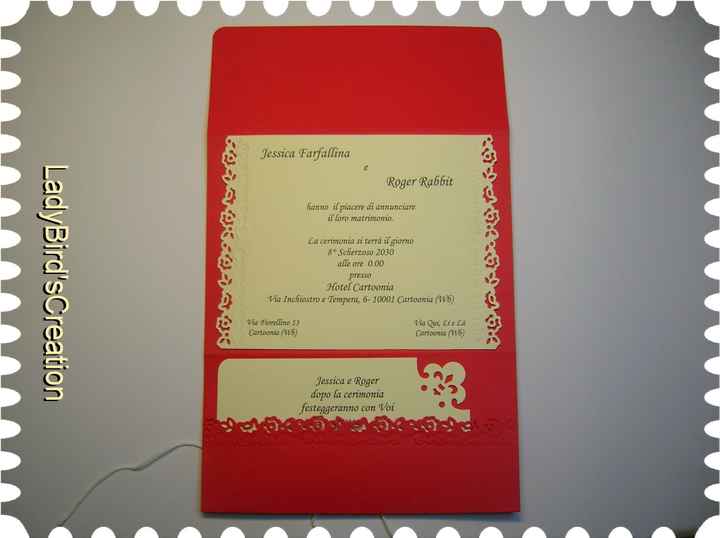 Jessica Farfallina
e
Roger Rabbit
hanno il piacere di annunciare
il loro matrimonio.
La cerimonia si terrà il giorno
8° Scherzoso 2030
alle ore 0.00
presso
Hotel Cartoonia
Via Inchiostro e Tempera, 6- 10001 Cartoonia (Wb)
Via Fiorellino 33
Cartoonia (Wb)
Via Qui, Li e Là
Cartoonia (Wb)
Jessica e Roger
dopo la cerimonia
festeggeranno con Voi
LadyBird'sCreation